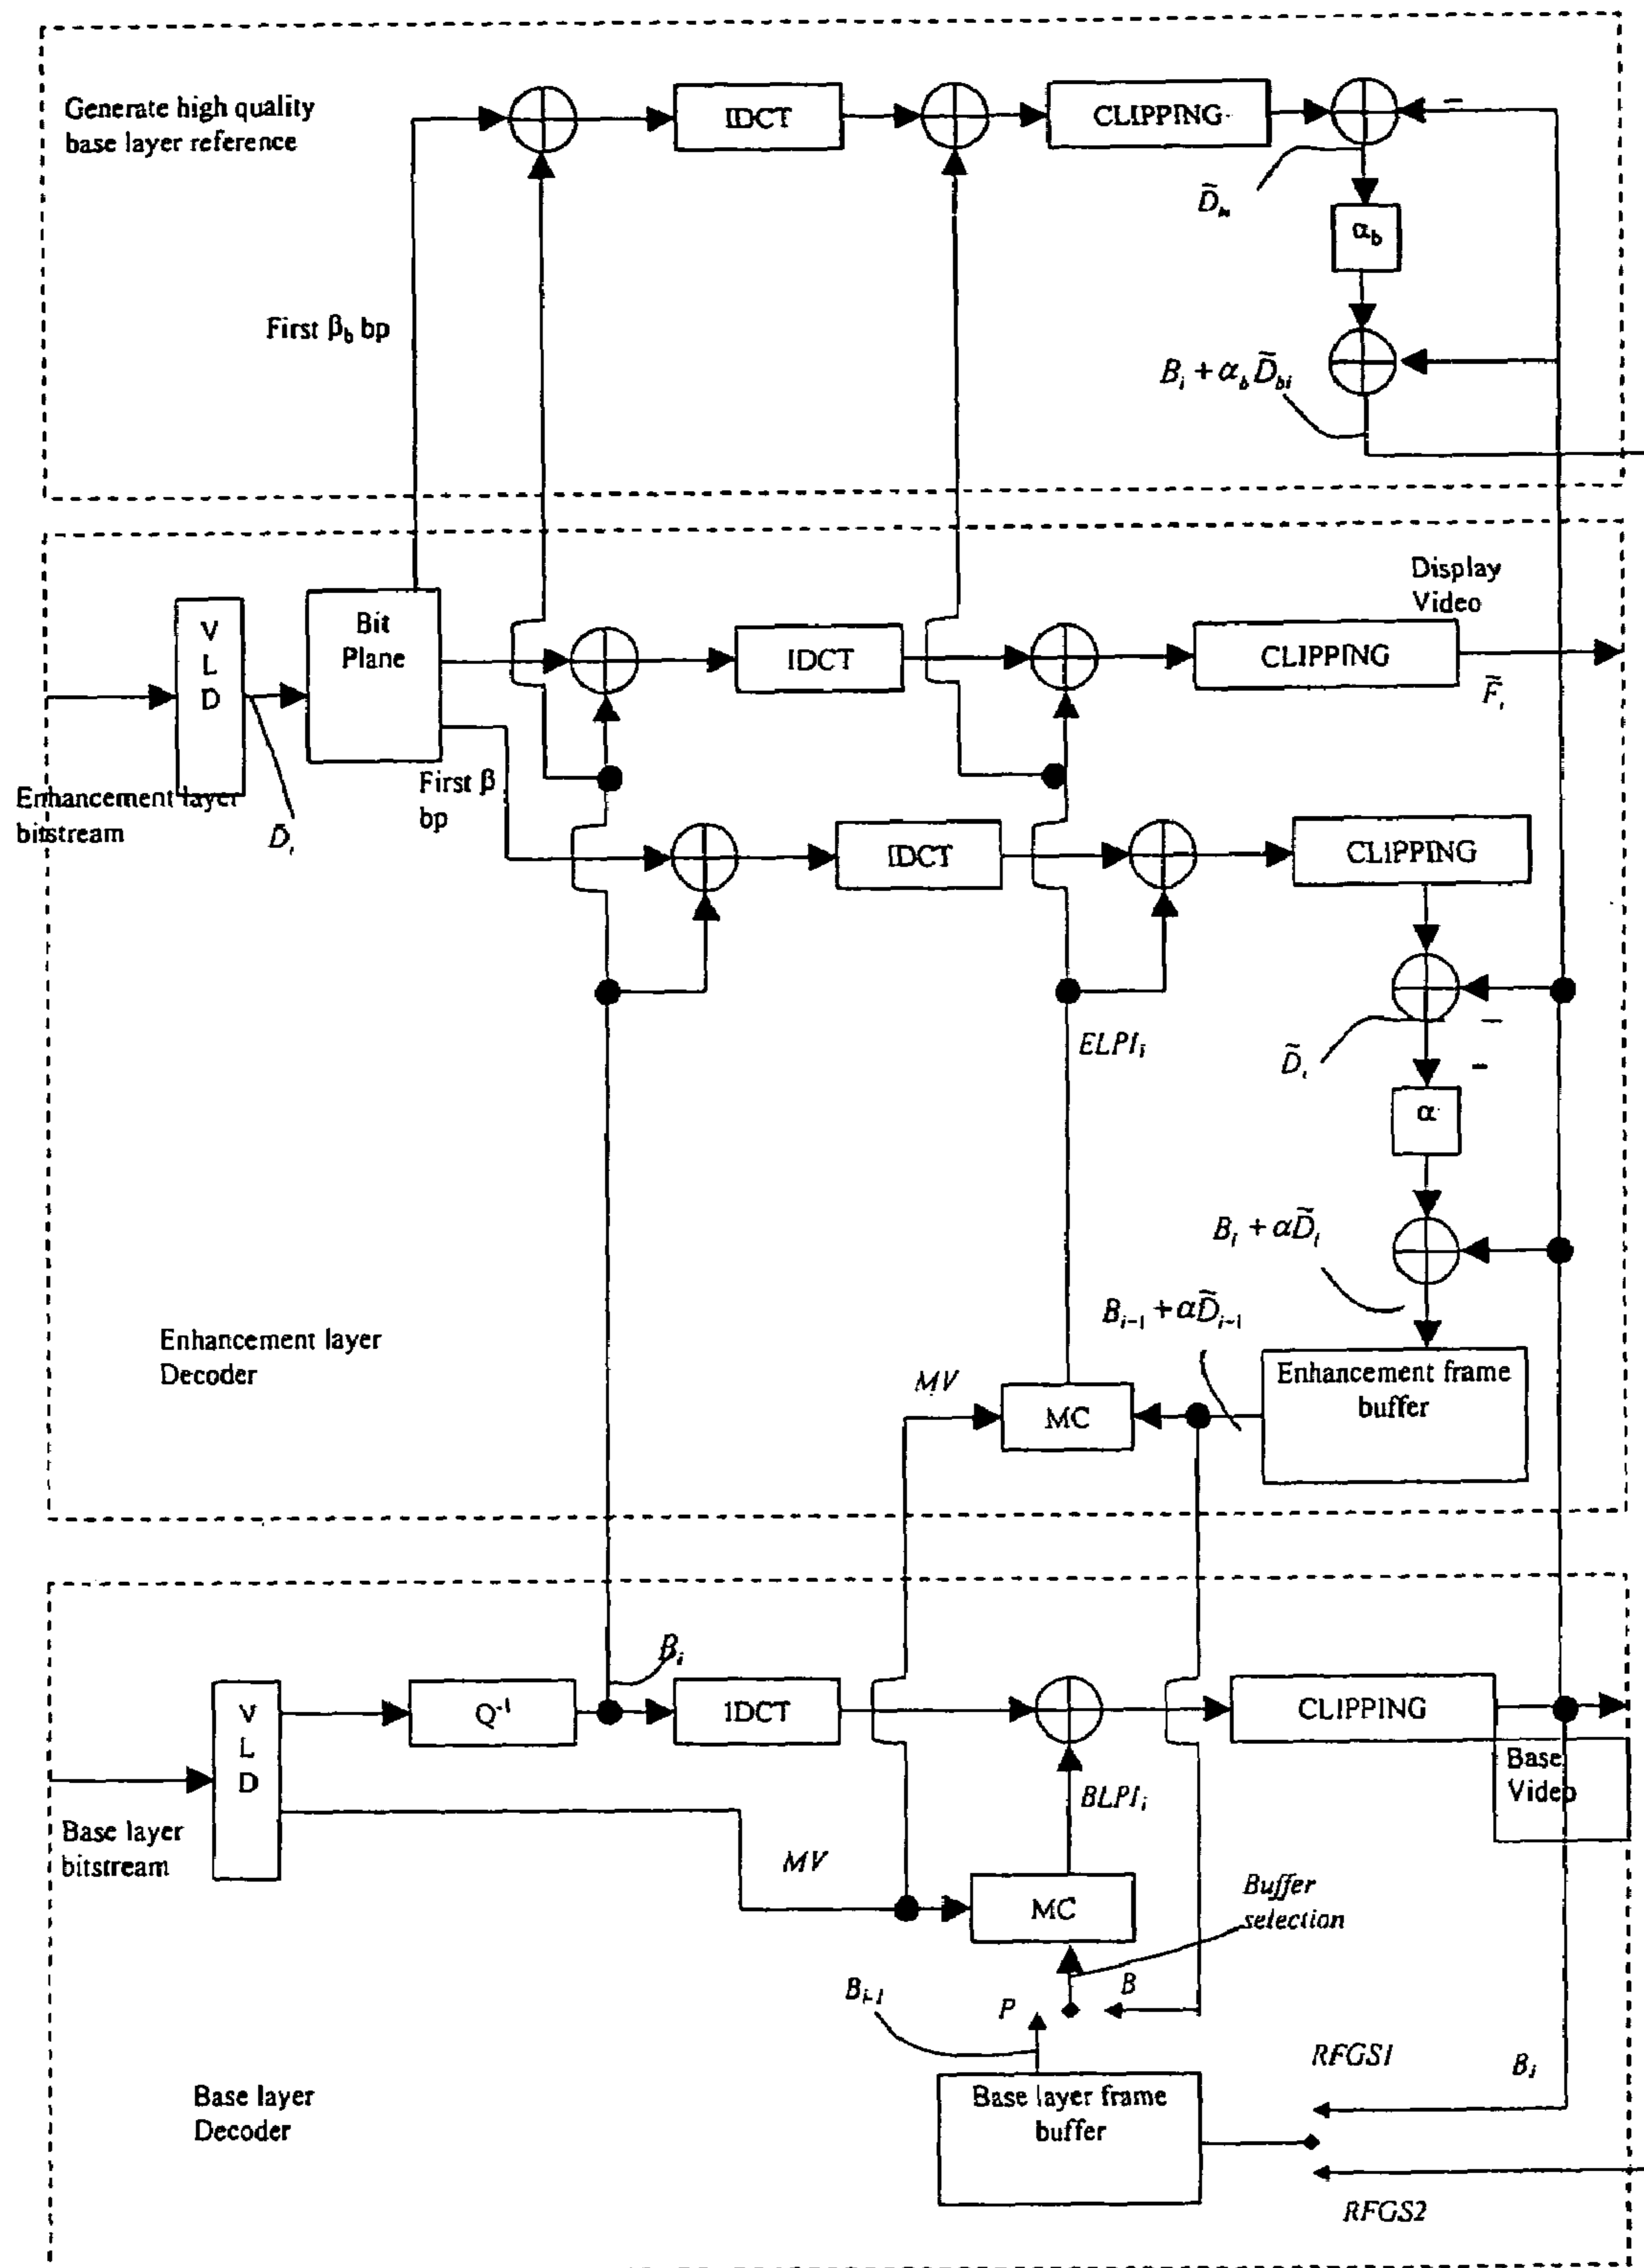 Generate high quality
base layer reference
IDCT
CLIPPING
D̃bi
αb
First βb bp
Bi + αb D̃bi
Display
Video
V
L
D
Bit
Plane
IDCT
CLIPPING
F̃i
First β
bp
Enhancement layer
bitstream
D̂i
IDCT
CLIPPING
ELPIi
D̃i
α
Bi + αD̃i
Bi-1 + αD̃i-1
Enhancement layer
Decoder
MV
MC
Enhancement frame
buffer
B̂i
V
L
D
Q-1
IDCT
CLIPPING
Base
Video
BLPIi
Base layer
bitstream
MV
MC
Buffer
selection
Bi-1
P
B
RFGS1
Bi
Base layer
Decoder
Base layer frame
buffer
RFGS2